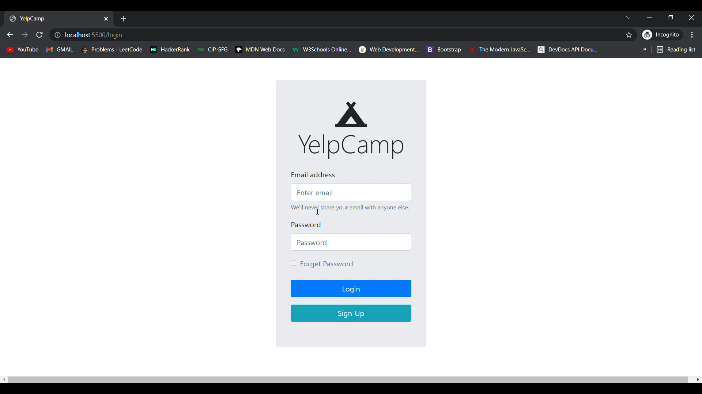 YelpCamp
localhost:5500/login
Incognito
YouTube GMAIL Problems - LeetCode HackerRank CIP GFG MDN Web Docs W3Schools Online... Web Development... Bootstrap The Modern JavaSc... DevDocs API Docu... » Reading list
YelpCamp
Email address
Enter email
We'll never share your email with anyone else.
Password
Password
Forget Password
Login
Sign-Up